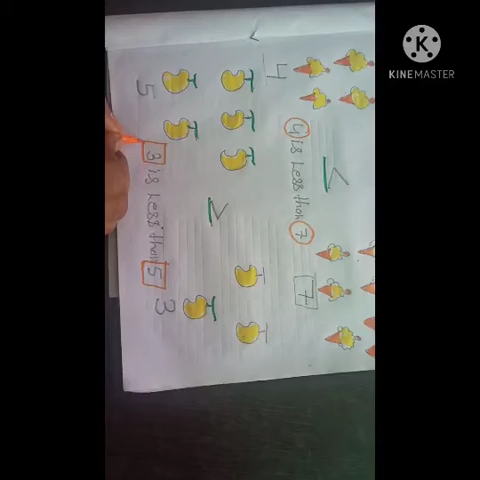 K
KINEMASTER
4 < 7
4 is less than 7
5 > 3
3 is less than 5